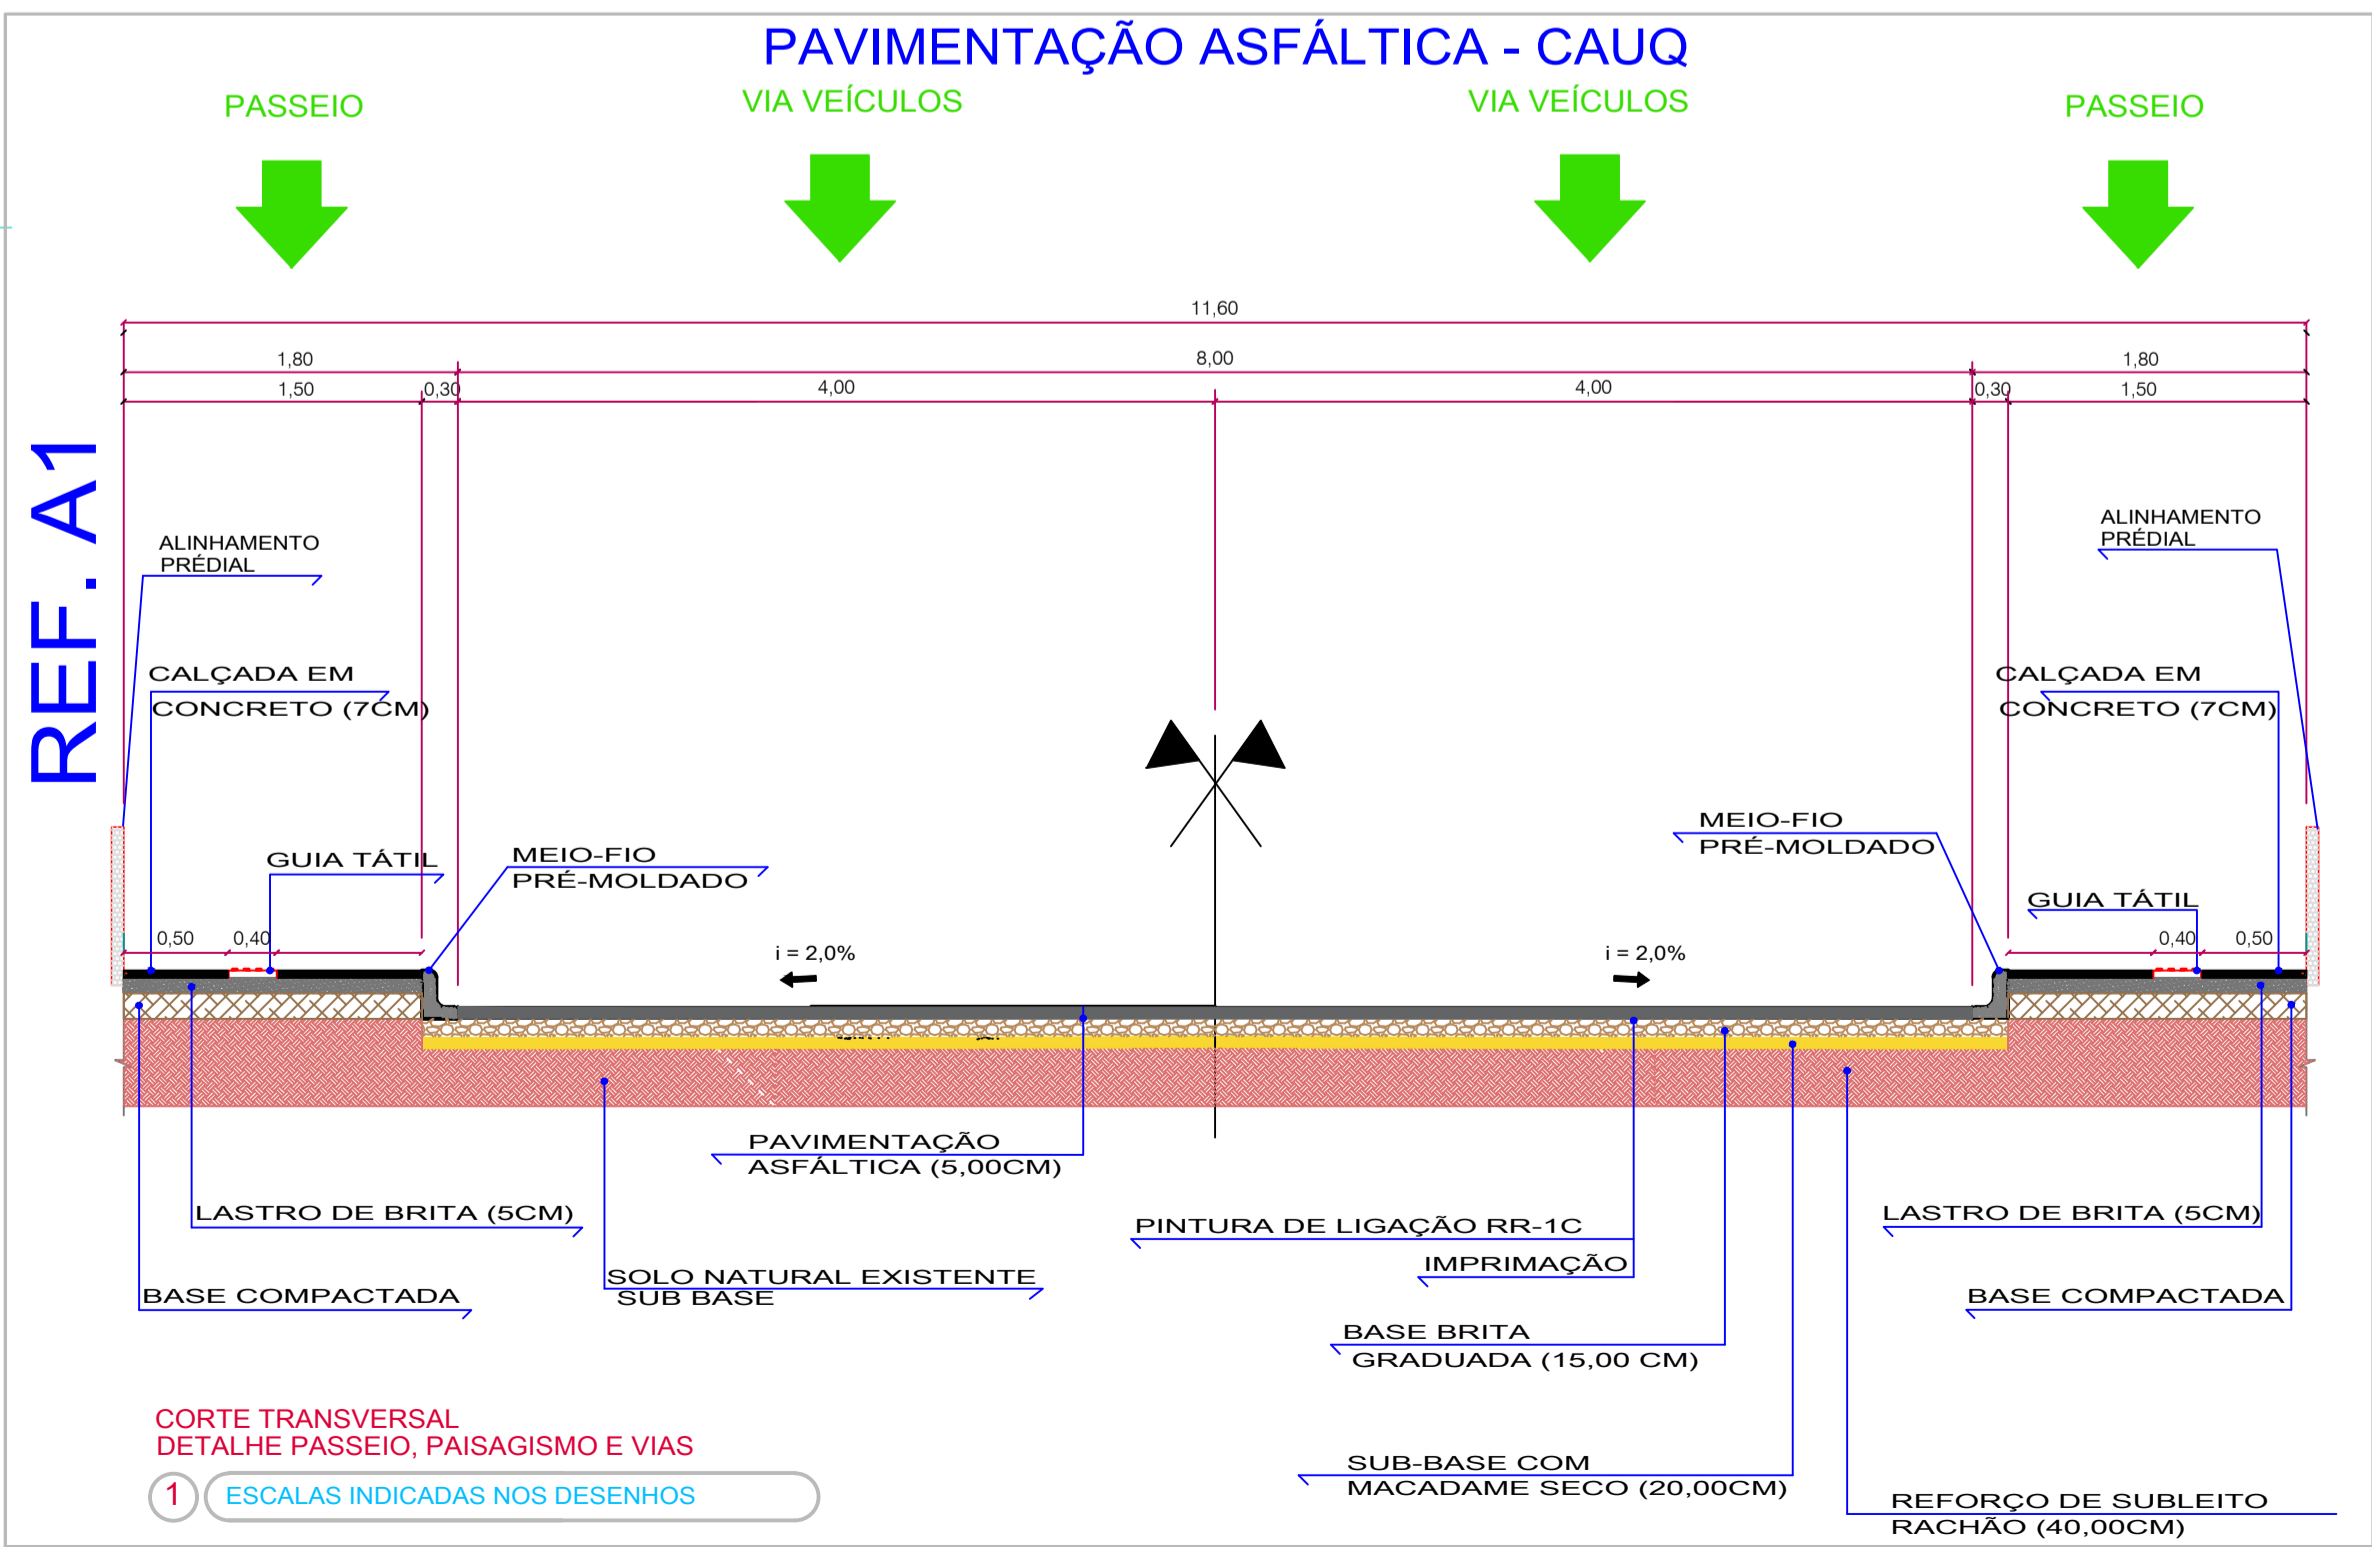 PAVIMENTAÇÃO ASFÁLTICA - CAUQ
PASSEIO
VIA VEÍCULOS
VIA VEÍCULOS
PASSEIO
11,60
1,80
8,00
1,80
1,50
0,30
4,00
4,00
0,30
1,50
REF. A1
ALINHAMENTO
PRÉDIAL
ALINHAMENTO
PRÉDIAL
CALÇADA EM
CONCRETO (7CM)
CALÇADA EM
CONCRETO (7CM)
GUIA TÁTIL
MEIO-FIO
PRÉ-MOLDADO
MEIO-FIO
PRÉ-MOLDADO
GUIA TÁTIL
0,50
0,40
i = 2,0%
i = 2,0%
0,40
0,50
PAVIMENTAÇÃO
ASFÁLTICA (5,00CM)
LASTRO DE BRITA (5CM)
PINTURA DE LIGAÇÃO RR-1C
LASTRO DE BRITA (5CM)
IMPRIMAÇÃO
SOLO NATURAL EXISTENTE
SUB BASE
BASE COMPACTADA
BASE COMPACTADA
BASE BRITA
GRADUADA (15,00 CM)
SUB-BASE COM
MACADAME SECO (20,00CM)
REFORÇO DE SUBLEITO
RACHÃO (40,00CM)
CORTE TRANSVERSAL
DETALHE PASSEIO, PAISAGISMO E VIAS
1
ESCALAS INDICADAS NOS DESENHOS